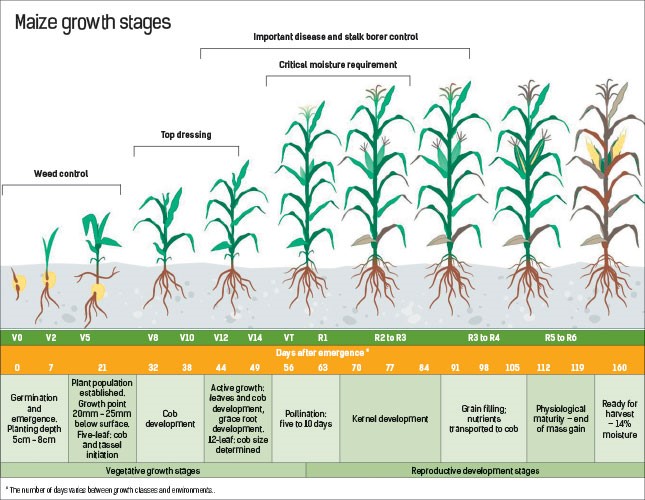 Maize growth stages
Important disease and stalk borer control
Critical moisture requirement
Top dressing
Weed control
V0 V2 V5 V8 V10 V12 V14 VT R1 R2 to R3 R3 to R4 R5 to R6
Days after emergence *
0 7 21 32 38 44 49 56 63 70 77 84 91 98 105 112 119 160
Germination
and
emergence.
Planting depth
5cm – 8cm
Plant population
established.
Growth point
20mm – 25mm
below surface.
Five-leaf; cob
and tassel
initiation
Cob
development
Active growth:
leaves and cob
development,
grace root
development.
12-leaf: cob size
determined
Pollination:
five to 10 days
Kernel development
Grain filling;
nutrients
transported to cob
Physiological
maturity – end
of mass gain
Ready for
harvest
– 14%
moisture
Vegetative growth stages
Reproductive development stages
* The number of days varies between growth classes and environments..